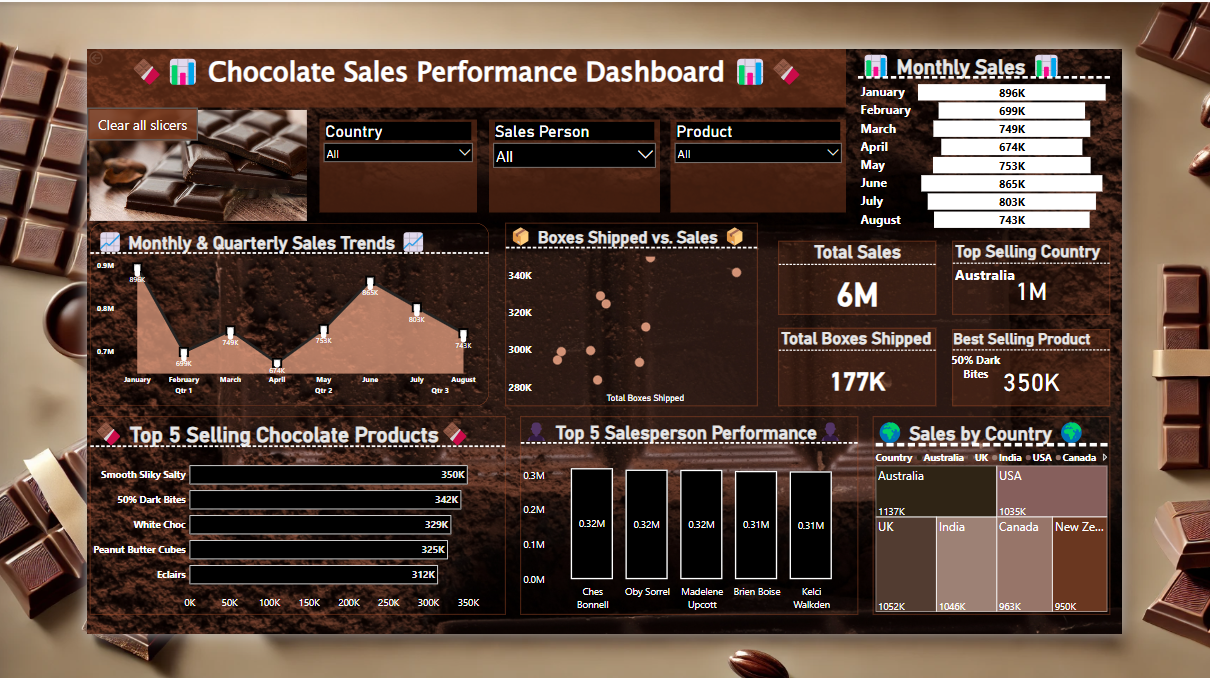 Chocolate Sales Performance Dashboard
Clear all slicers
Country
All
Sales Person
All
Product
All
Monthly Sales
January 896K
February 699K
March 749K
April 674K
May 753K
June 865K
July 803K
August 743K
Monthly & Quarterly Sales Trends
0.9M
0.8M
0.7M
896K
699K
749K
674K
753K
865K
803K
743K
January February March April May June July August
Qtr 1 Qtr 2 Qtr 3
Boxes Shipped vs. Sales
340K
320K
300K
280K
Total Boxes Shipped
Total Sales
6M
Top Selling Country
Australia
1M
Total Boxes Shipped
177K
Best Selling Product
50% Dark
Bites
350K
Top 5 Selling Chocolate Products
Smooth Sliky Salty 350K
50% Dark Bites 342K
White Choc 329K
Peanut Butter Cubes 325K
Eclairs 312K
0K 50K 100K 150K 200K 250K 300K 350K
Top 5 Salesperson Performance
0.3M
0.2M
0.1M
0.0M
0.32M 0.32M 0.32M 0.31M 0.31M
Ches
Bonnell
Oby Sorrel
Madelene
Upcott
Brien Boise
Kelci
Walkden
Sales by Country
Country Australia UK India USA Canada
Australia
1137K
USA
1035K
UK
1052K
India
1046K
Canada
963K
New Ze...
950K